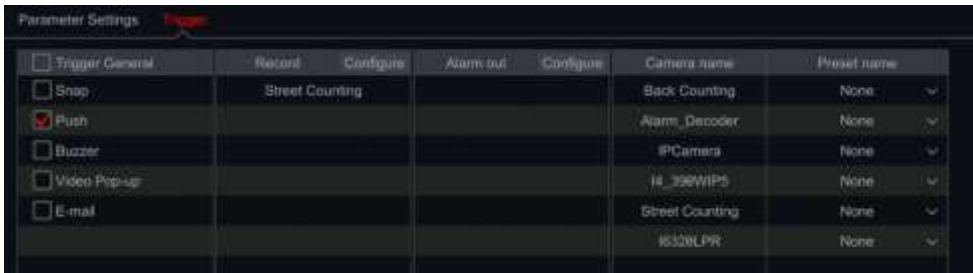 Parameter Settings Trigger
Trigger General Record Configure Alarm out Configure Camera name Preset name
Snap Street Counting Back Counting None
Push Alarm_Decoder None
Buzzer IPCamera None
Video Pop-up None
E-mail Street Counting None
None